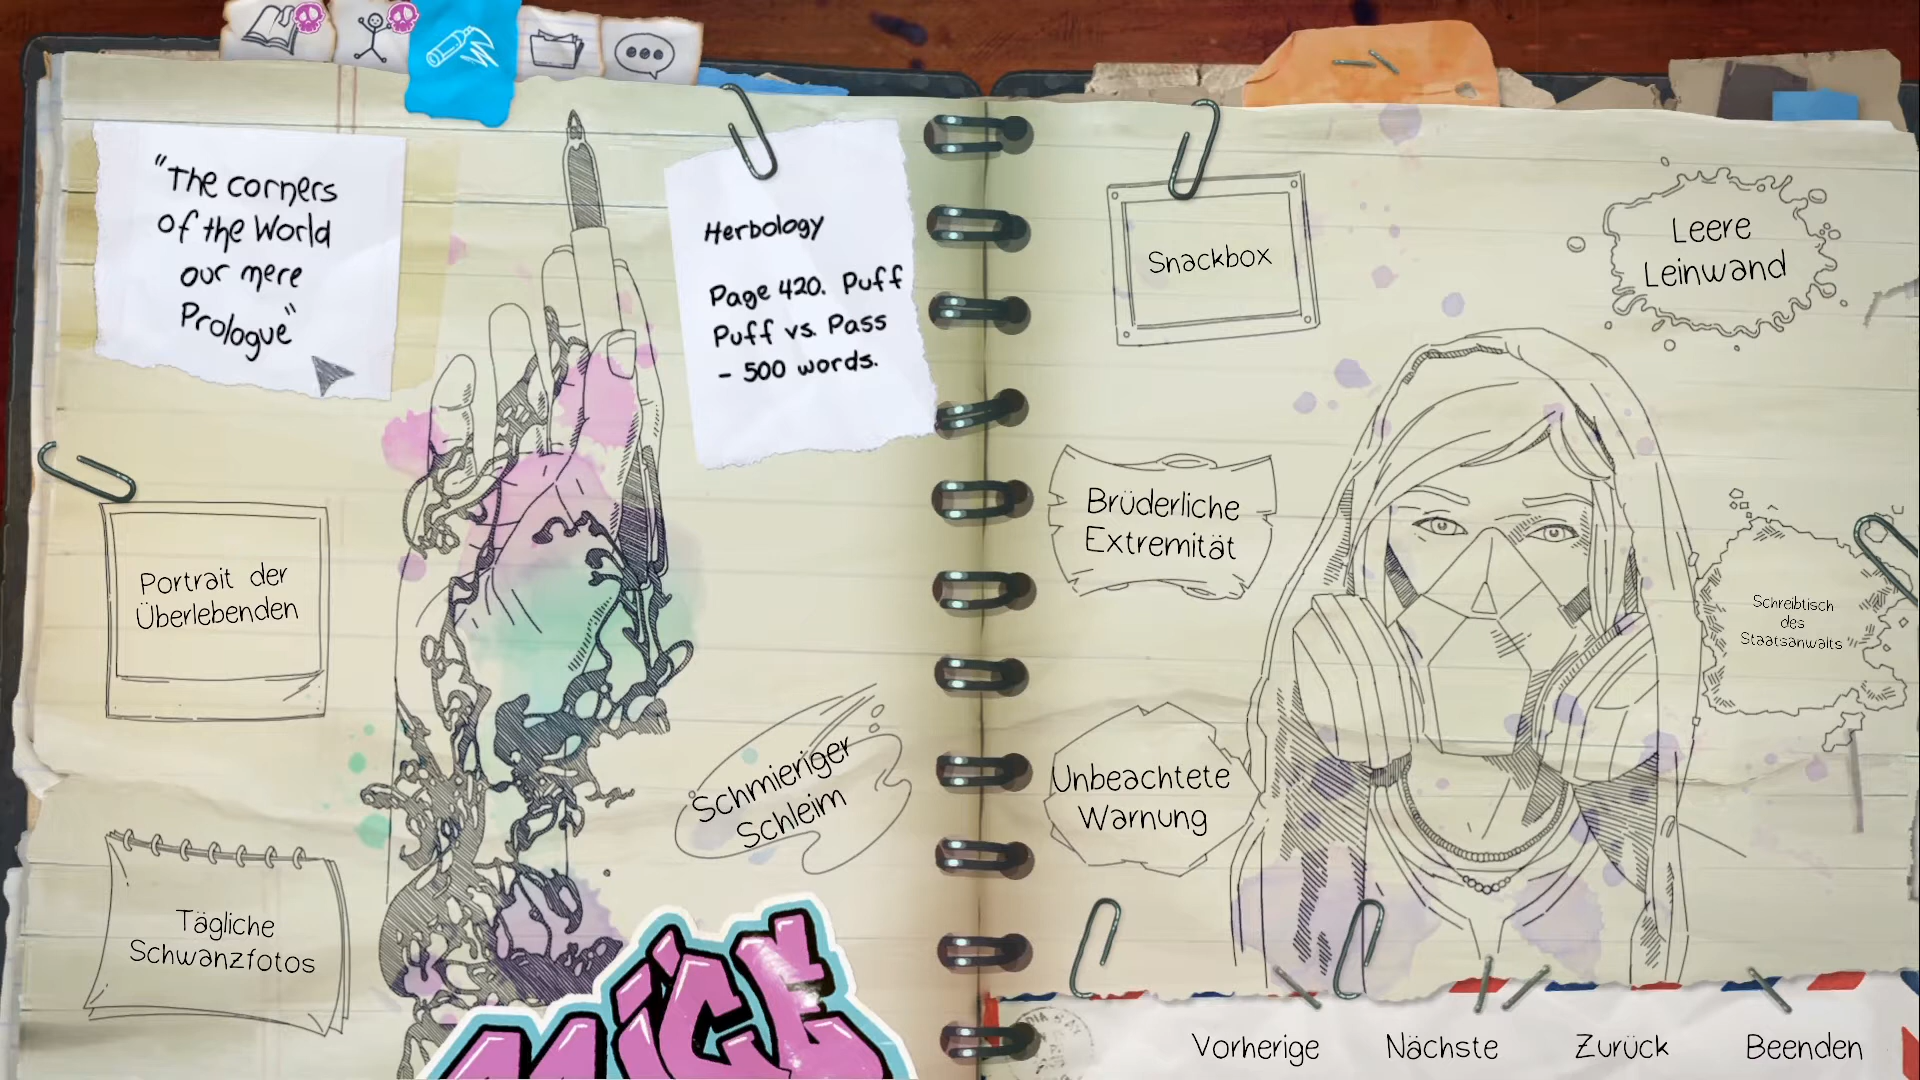 "The corners
of the World
our mere
Prologue"
Herbology
Page 420. Puff
Puff vs. Pass
- 500 words.
Portrait der
Überlebenden
Schmieriger
Schleim
Tägliche
Schwanzfotos
Snackbox
Leere
Leinwand
Brüderliche
Extremität
Schreibtisch
des
Staatsanwalts
Unbeachtete
Warnung
Vorherige
Nächste
Zurück
Beenden